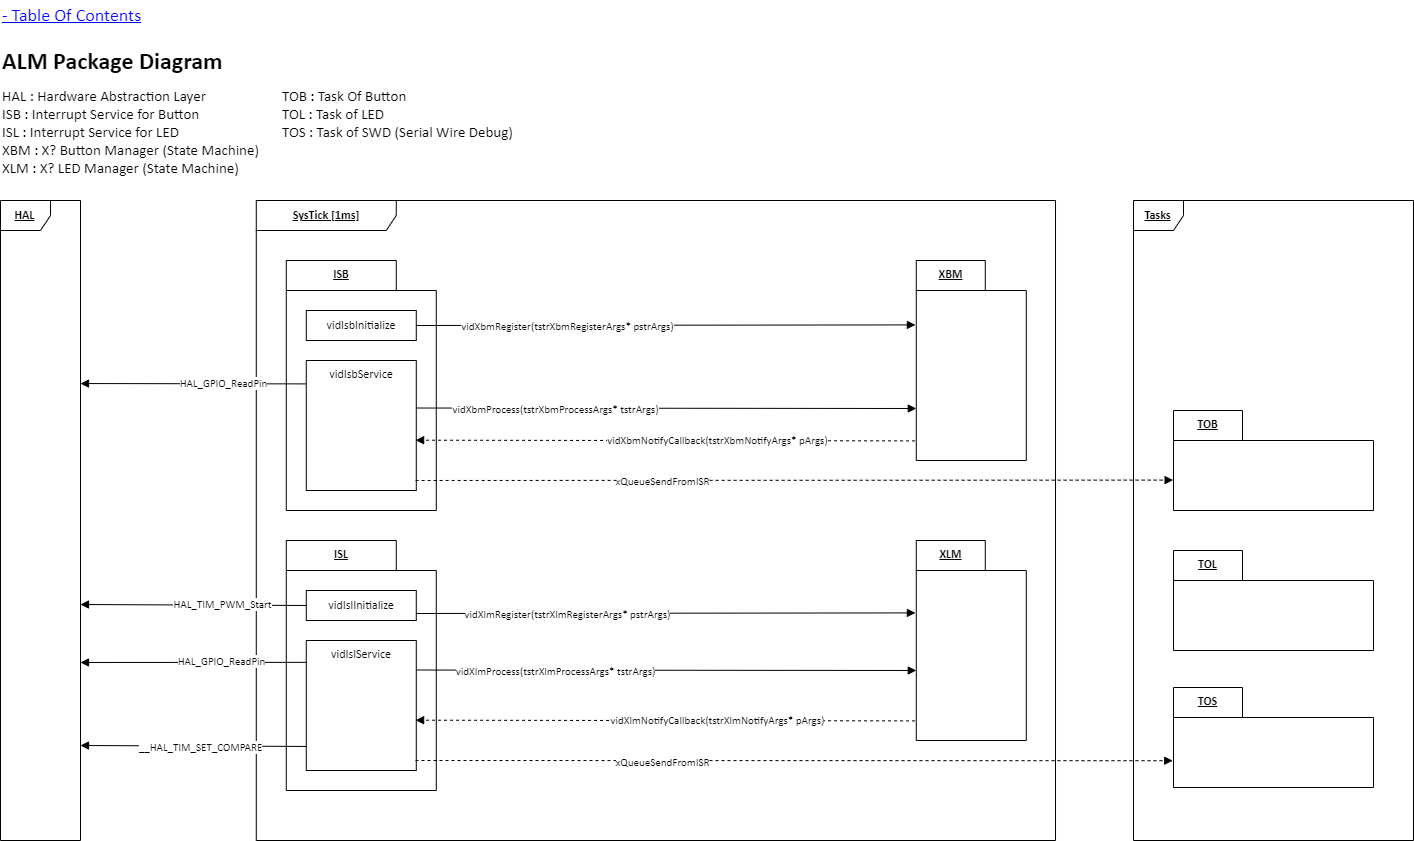 - Table Of Contents
ALM Package Diagram
HAL : Hardware Abstraction Layer
ISB : Interrupt Service for Button
ISL : Interrupt Service for LED
XBM : X? Button Manager (State Machine)
XLM : X? LED Manager (State Machine)
TOB : Task Of Button
TOL : Task of LED
TOS : Task of SWD (Serial Wire Debug)
HAL
SysTick [1ms]
Tasks
ISB
XBM
vidIsbInitialize
vidXbmRegister(tstrXbmRegisterArgs* pstrArgs)
vidIsbService
HAL_GPIO_ReadPin
vidXbmProcess(tstrXbmProcessArgs* tstrArgs)
vidXbmNotifyCallback(tstrXbmNotifyArgs* pArgs)
xQueueSendFromISR
TOB
ISL
XLM
TOL
HAL_TIM_PWM_Start
vidIslInitialize
vidXlmRegister(tstrXlmRegisterArgs* pstrArgs)
vidIslService
HAL_GPIO_ReadPin
vidXlmProcess(tstrXlmProcessArgs* tstrArgs)
vidXlmNotifyCallback(tstrXlmNotifyArgs* pArgs)
__HAL_TIM_SET_COMPARE
xQueueSendFromISR
TOS